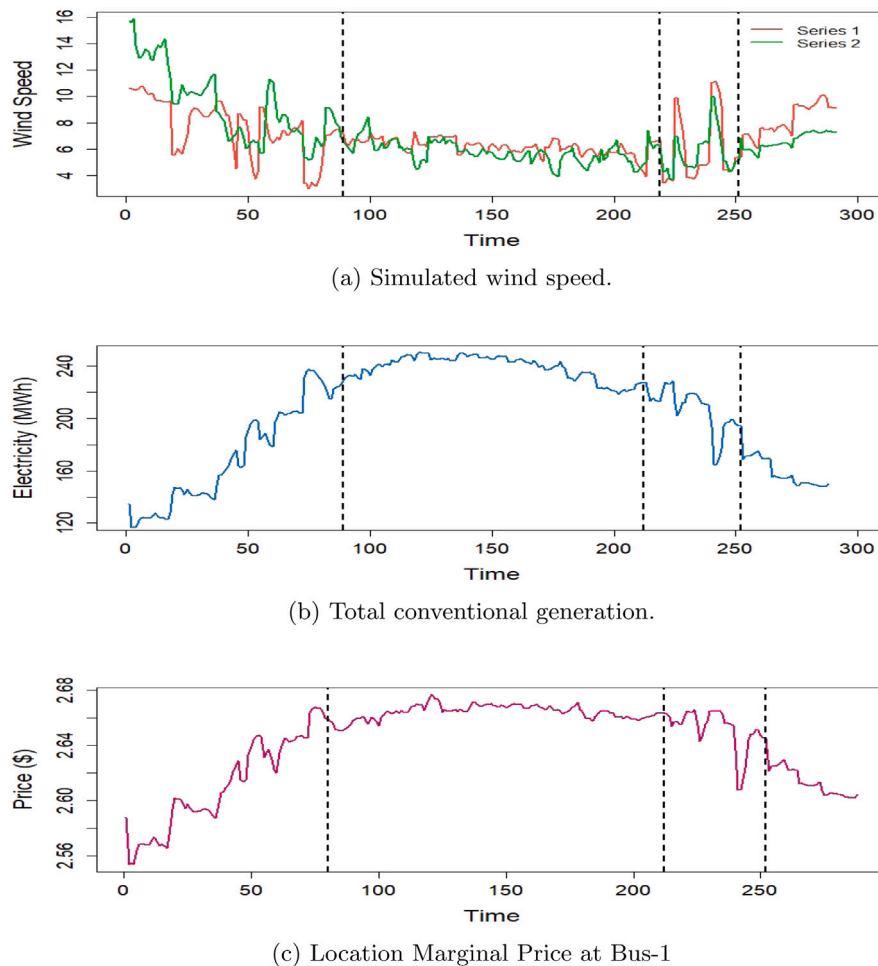 Series 1
Series 2
16
14
12
10
8
6
4
Wind Speed
0 50 100 150 200 250 300
Time
(a) Simulated wind speed.
240
200
160
120
Electricity (MWh)
0 50 100 150 200 250 300
Time
(b) Total conventional generation.
2.68
2.64
2.60
2.56
Price ($)
0 50 100 150 200 250
Time
(c) Location Marginal Price at Bus-1